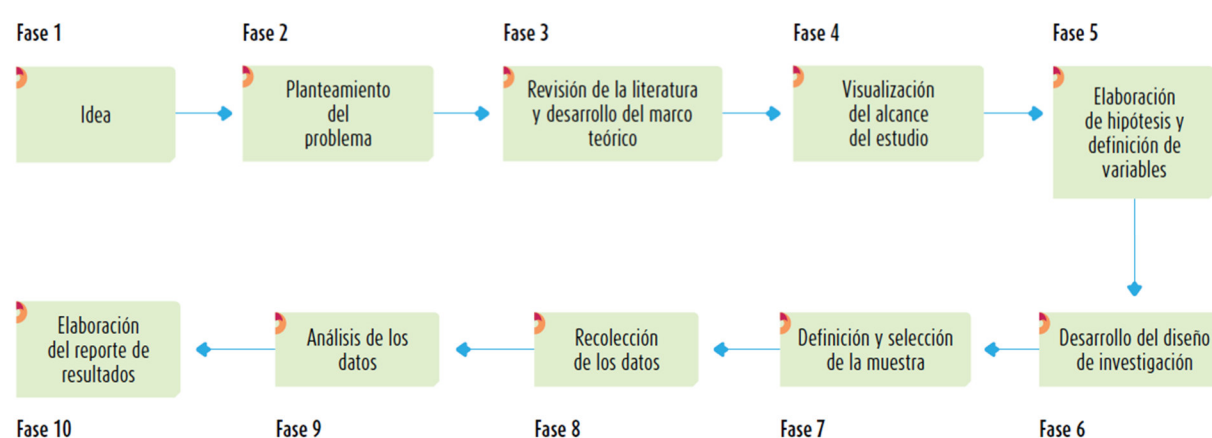 Fase 1
Idea
Fase 2
Planteamiento
del
problema
Fase 3
Revisión de la literatura
y desarrollo del marco
teórico
Fase 4
Visualización
del alcance
del estudio
Fase 5
Elaboración
de hipótesis y
definición de
variables
Desarrollo del diseño
de investigación
Fase 6
Definición y selección
de la muestra
Fase 7
Recolección
de los datos
Fase 8
Análisis de los
datos
Fase 9
Elaboración
del reporte de
resultados
Fase 10